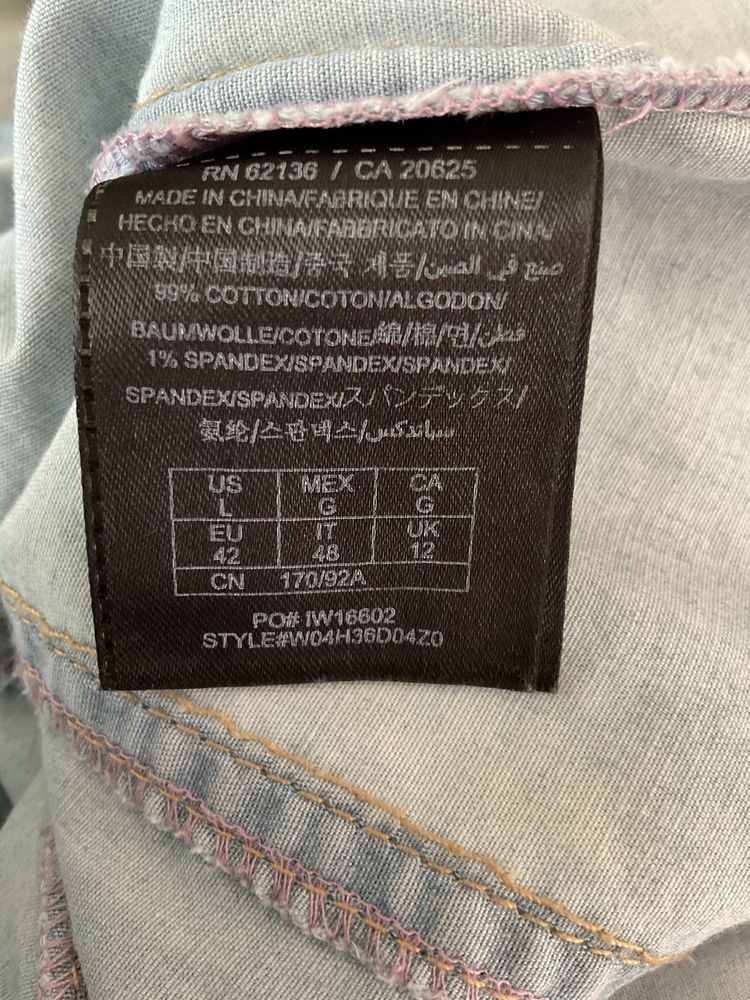 RN 62136 / CA 20625
MADE IN CHINA/FABRIQUE EN CHINE/
HECHO EN CHINA/FABBRICATO IN CINA
中国製/中国制造/중국 제품/صنع في الصين
99% COTTON/COTON/ALGODON/
BAUMWOLLE/COTONE/綿/棉/면/قطن
1% SPANDEX/SPANDEX/SPANDEX/
SPANDEX/SPANDEX/スパンデックス/
氨纶/스판덱스/سباندكس
US MEX CA
L G G
EU IT UK
42 48 12
CN 170/92A
PO# IW16602
STYLE#W04H36D04Z0